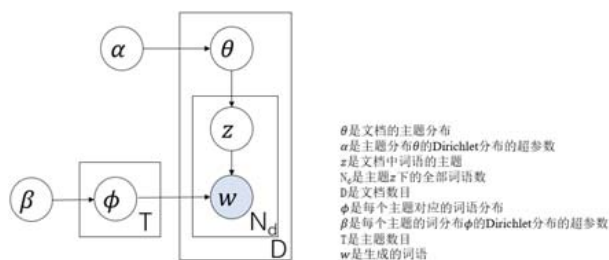 α
θ
z
β
ϕ
w
T
N_d
D
θ是文档的主题分布
α是主题分布θ的Dirichlet分布的超参数
z是文档中词语的主题
N_d是主题z下的全部词语数
D是文档数目
ϕ是每个主题对应的词语分布
β是每个主题的词分布ϕ的Dirichlet分布的超参数
T是主题数目
w是生成的词语